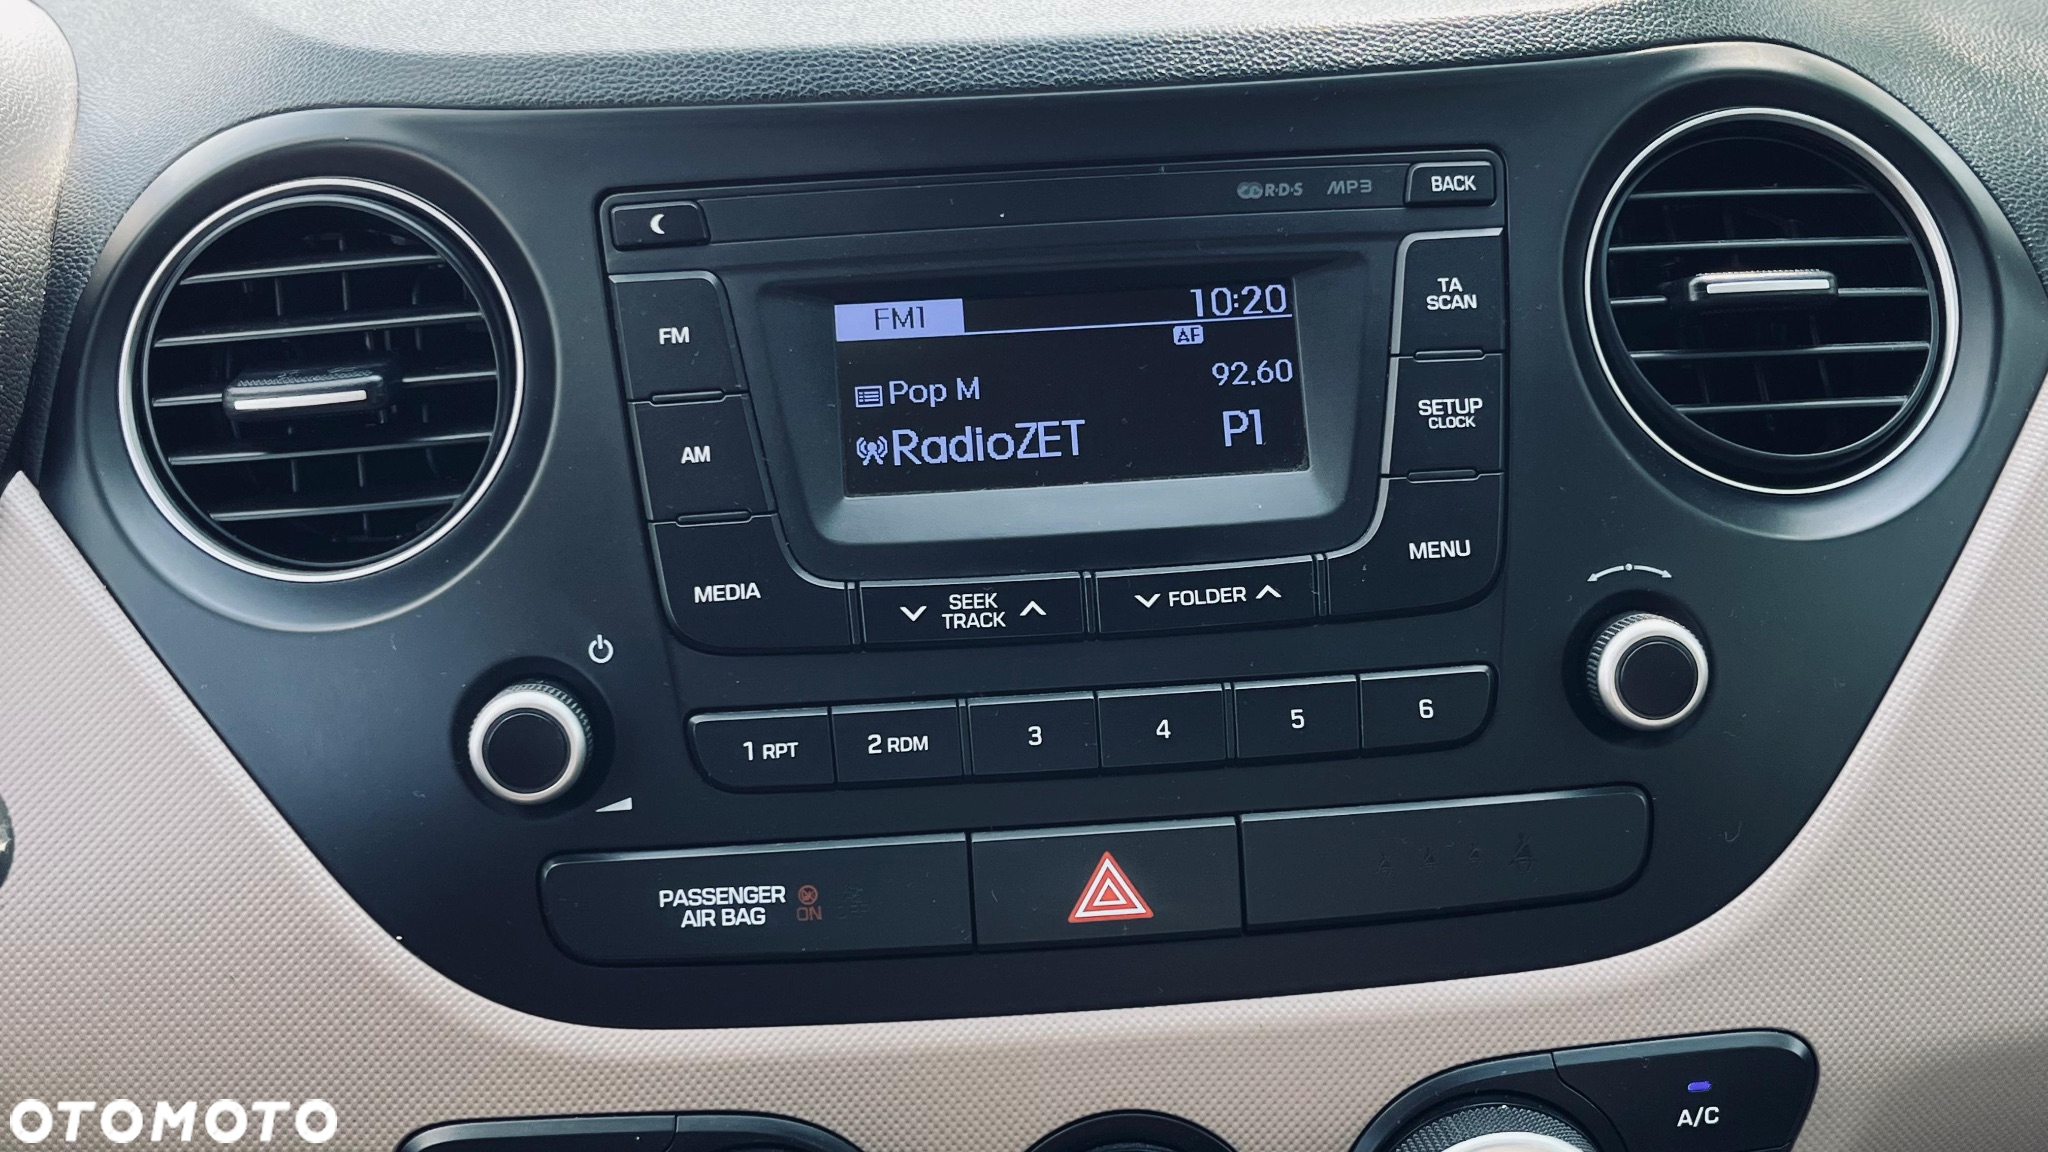 R·D·S MP3 BACK
FM
AM
MEDIA
FM1 10:20
AF
Pop M 92.60
RadioZET P1
TA
SCAN
SETUP
CLOCK
MENU
SEEK
TRACK
FOLDER
1 RPT 2 RDM 3 4 5 6
PASSENGER
AIR BAG
ON
A/C
OTOMOTO